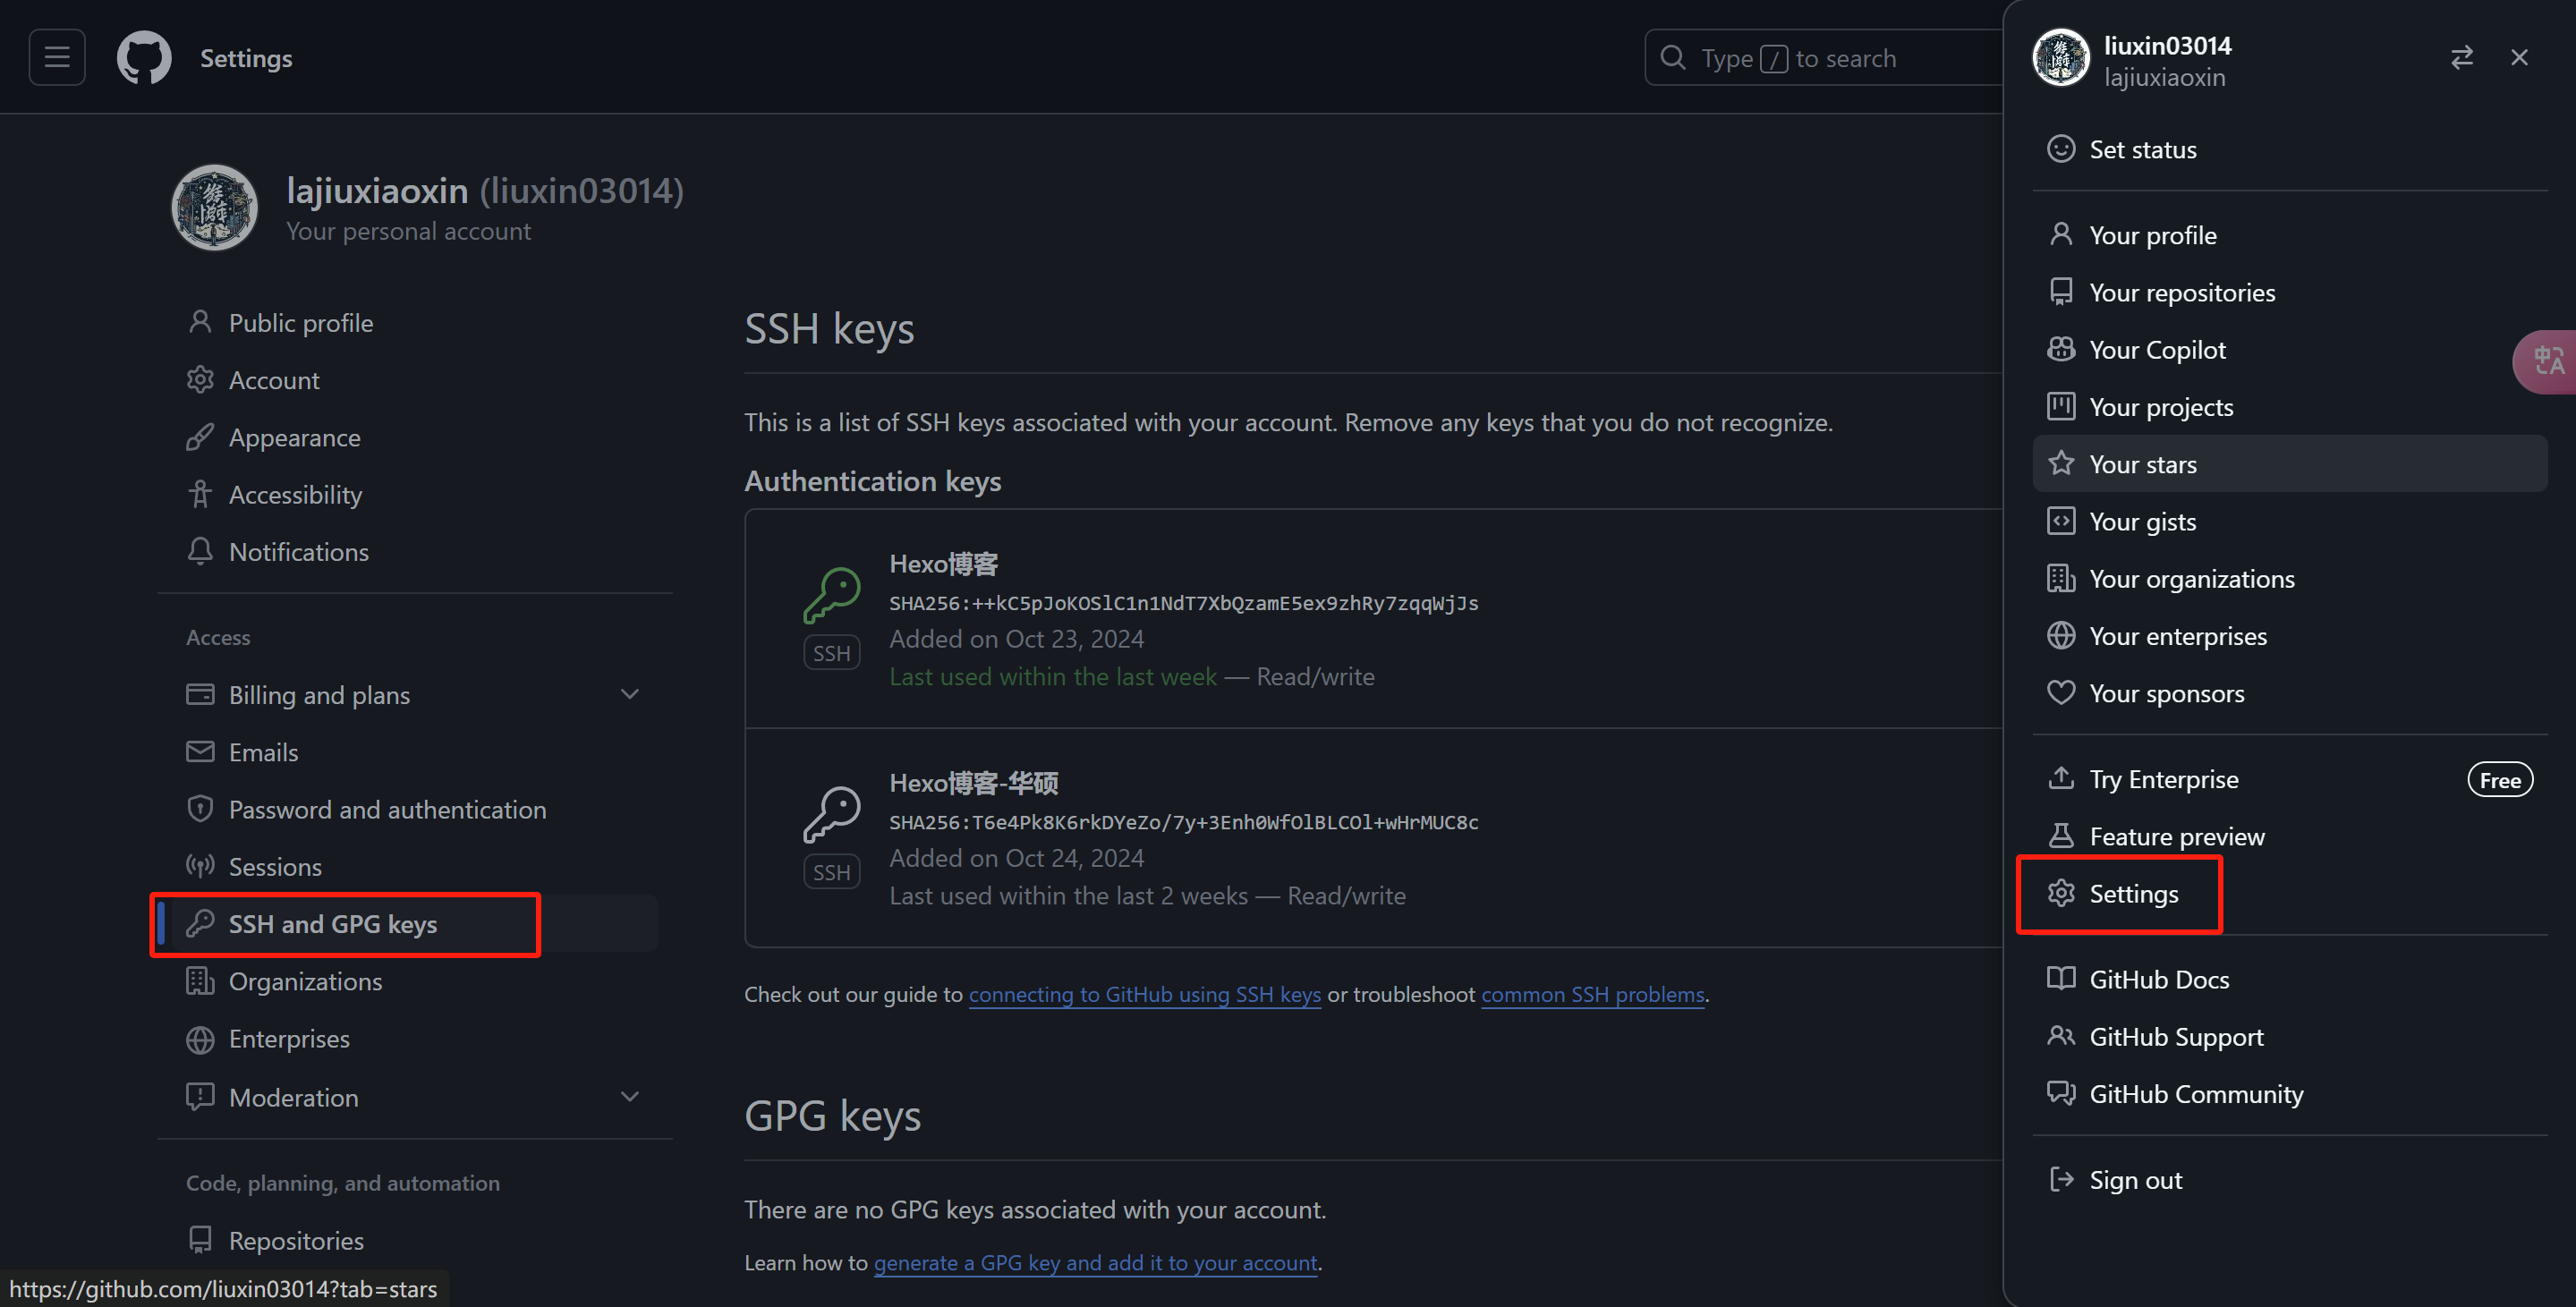 Settings
Type / to search
lajiuxiaoxin (liuxin03014)
Your personal account
Public profile
Account
Appearance
Accessibility
Notifications
Access
Billing and plans
Emails
Password and authentication
Sessions
SSH and GPG keys
Organizations
Enterprises
Moderation
Code, planning, and automation
Repositories
https://github.com/liuxin03014?tab=stars
SSH keys
This is a list of SSH keys associated with your account. Remove any keys that you do not recognize.
Authentication keys
Hexo博客
SHA256:++kC5pJoKOSlC1n1NdT7XbQzamE5ex9zhRy7zqqWjJs
SSH
Added on Oct 23, 2024
Last used within the last week — Read/write
Hexo博客-华硕
SHA256:T6e4Pk8K6rkDYeZo/7y+3Enh0WfOlBLCOl+wHrMUC8c
SSH
Added on Oct 24, 2024
Last used within the last 2 weeks — Read/write
Check out our guide to connecting to GitHub using SSH keys or troubleshoot common SSH problems.
GPG keys
There are no GPG keys associated with your account.
Learn how to generate a GPG key and add it to your account.
liuxin03014
lajiuxiaoxin
Set status
Your profile
Your repositories
Your Copilot
Your projects
Your stars
Your gists
Your organizations
Your enterprises
Your sponsors
Try Enterprise
Free
Feature preview
Settings
GitHub Docs
GitHub Support
GitHub Community
Sign out
中A